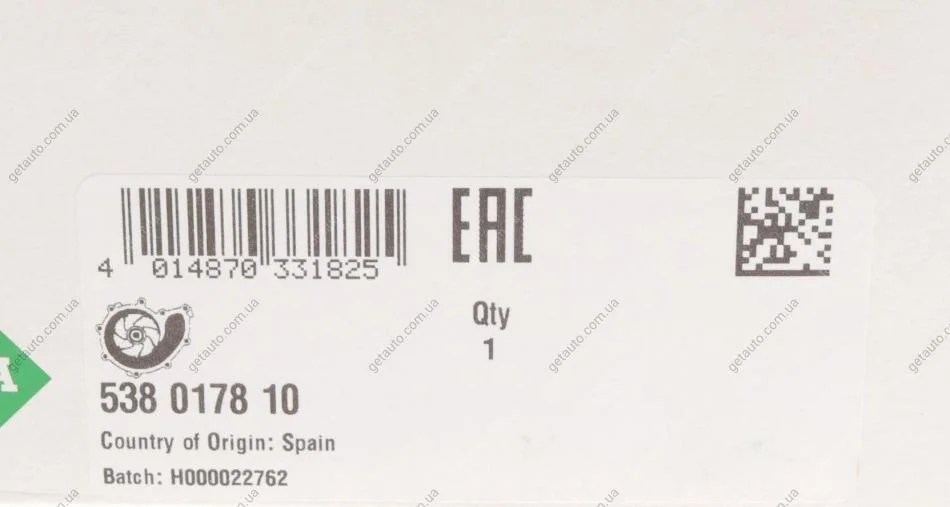 4 014870 331825
EAC
Qty
1
538 0178 10
Country of Origin: Spain
Batch: H000022762
A
getauto.com.ua